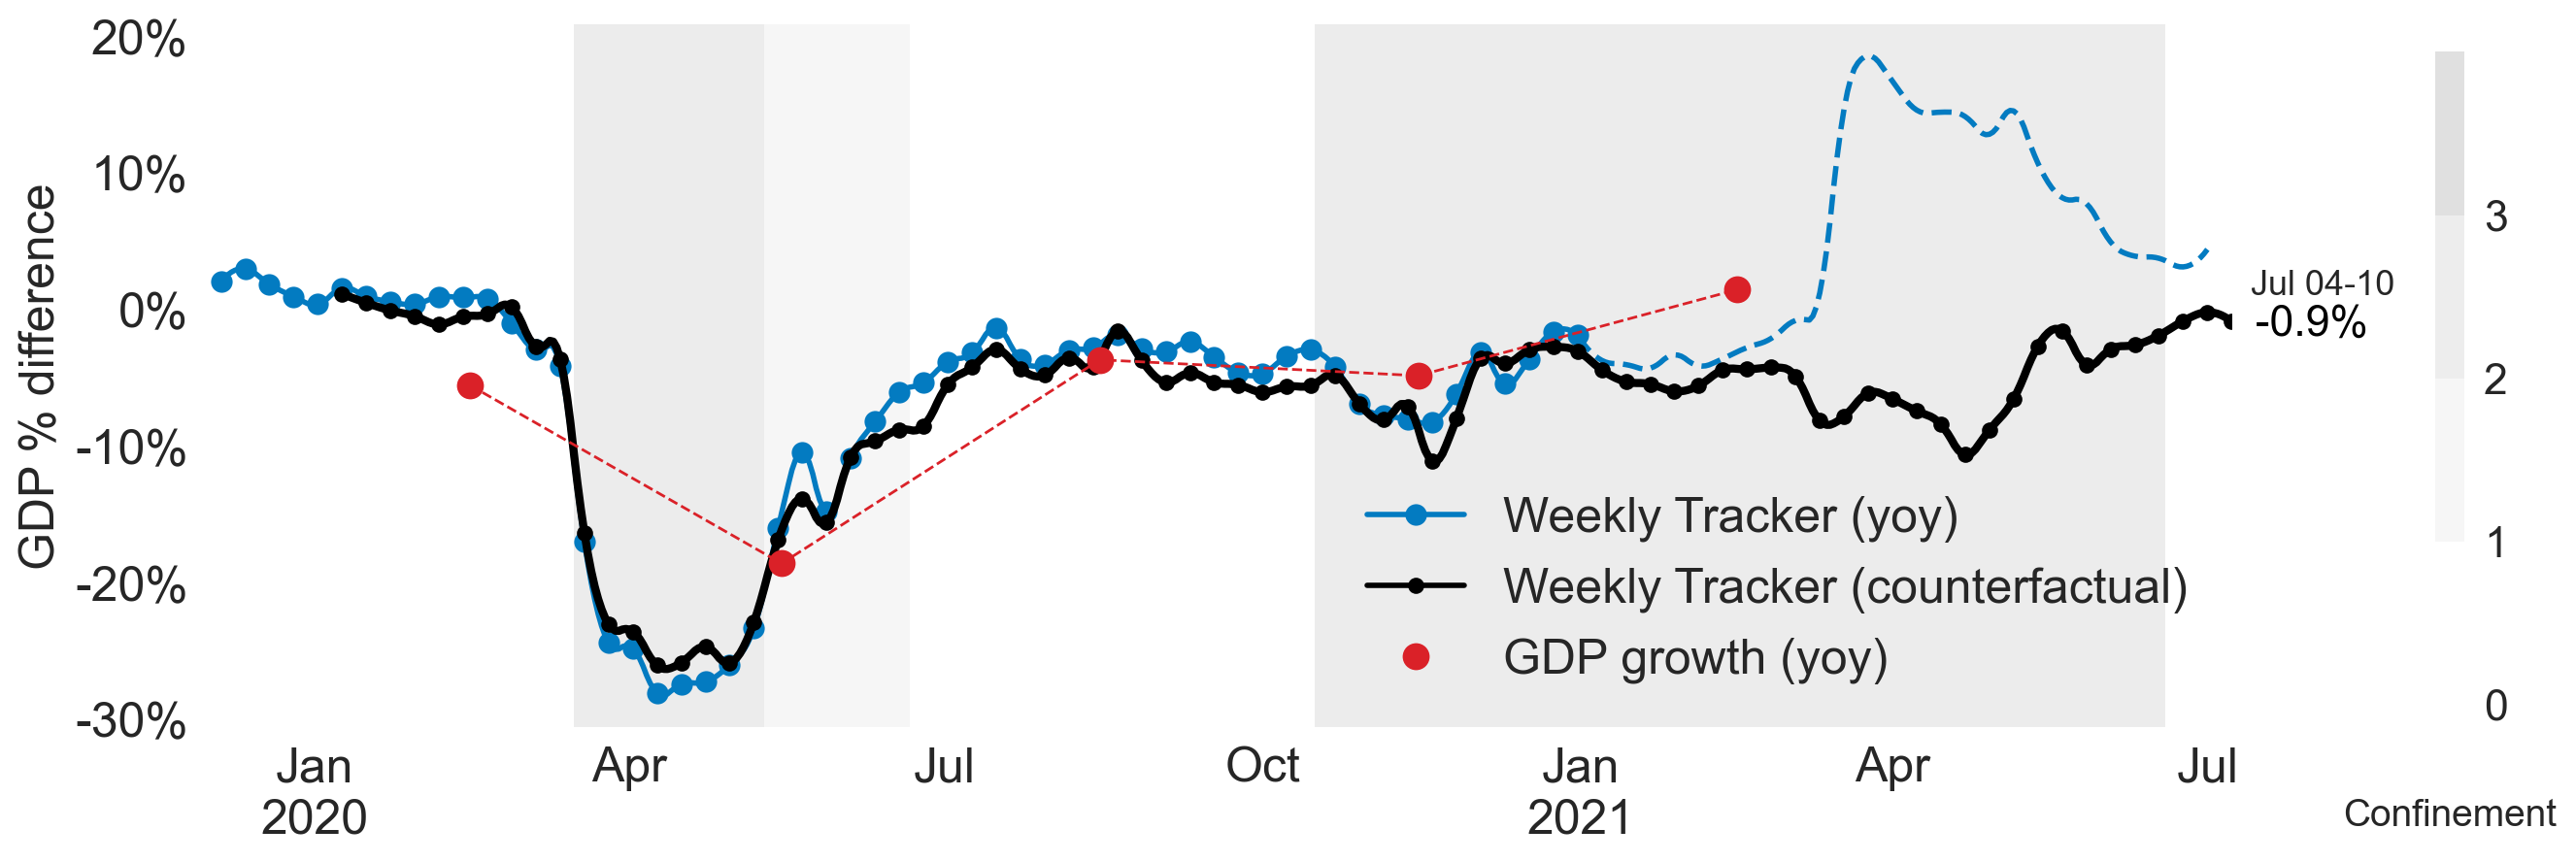 GDP % difference
20%
10%
0%
-10%
-20%
-30%
Jan
2020
Apr
Jul
Oct
Jan
2021
Apr
Jul
Jul 04-10
-0.9%
Weekly Tracker (yoy)
Weekly Tracker (counterfactual)
GDP growth (yoy)
3
2
1
0
Confinement